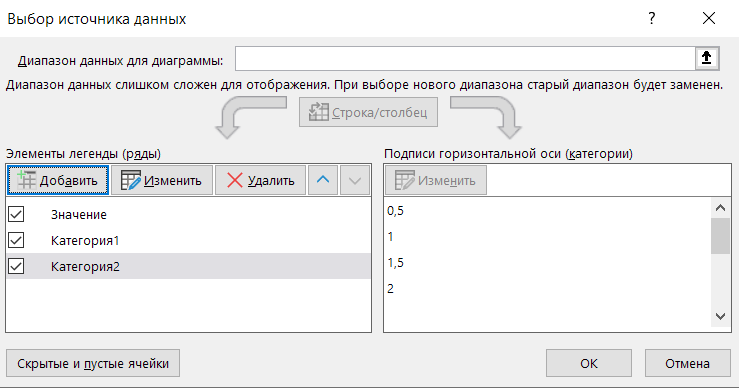 Выбор источника данных
?
Диапазон данных для диаграммы:
Диапазон данных слишком сложен для отображения. При выборе нового диапазона старый диапазон будет заменен.
Строка/столбец
Элементы легенды (ряды)
Добавить Изменить Удалить
Значение
Категория1
Категория2
Подписи горизонтальной оси (категории)
Изменить
0,5
1
1,5
2
Скрытые и пустые ячейки
ОК Отмена